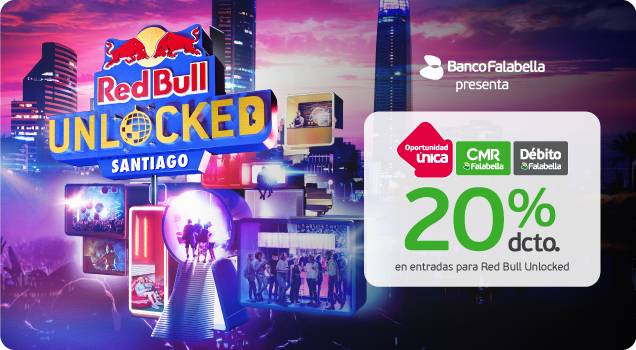 Red Bull
UNLOCKED
SANTIAGO
BancoFalabella
presenta
Oportunidad
única
CMR
Falabella
Débito
Falabella
20%
dcto.
en entradas para Red Bull Unlocked